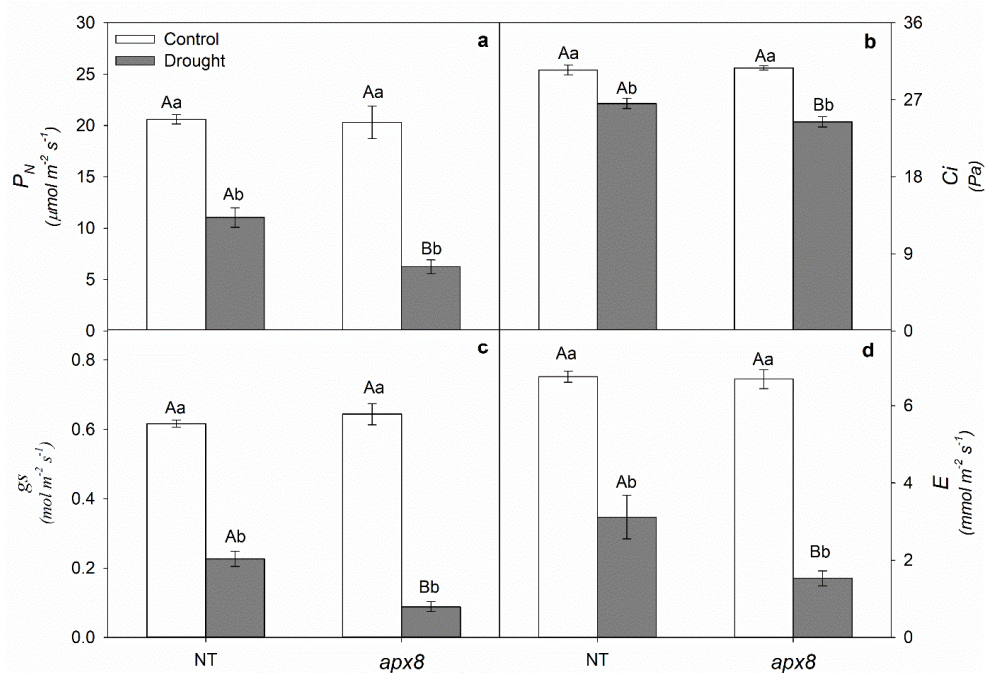 30
25
20
15
10
5
0
P_N
(μmol m⁻² s⁻¹)
Control
Drought
a
Aa
Ab
Aa
Bb
b
Aa
Ab
Aa
Bb
36
27
18
9
0
Ci
(Pa)
0.8
0.6
0.4
0.2
0.0
gs
(mol m⁻² s⁻¹)
c
Aa
Ab
Aa
Bb
d
Aa
Ab
Aa
Bb
6
4
2
0
E
(mmol m⁻² s⁻¹)
NT
apx8
NT
apx8